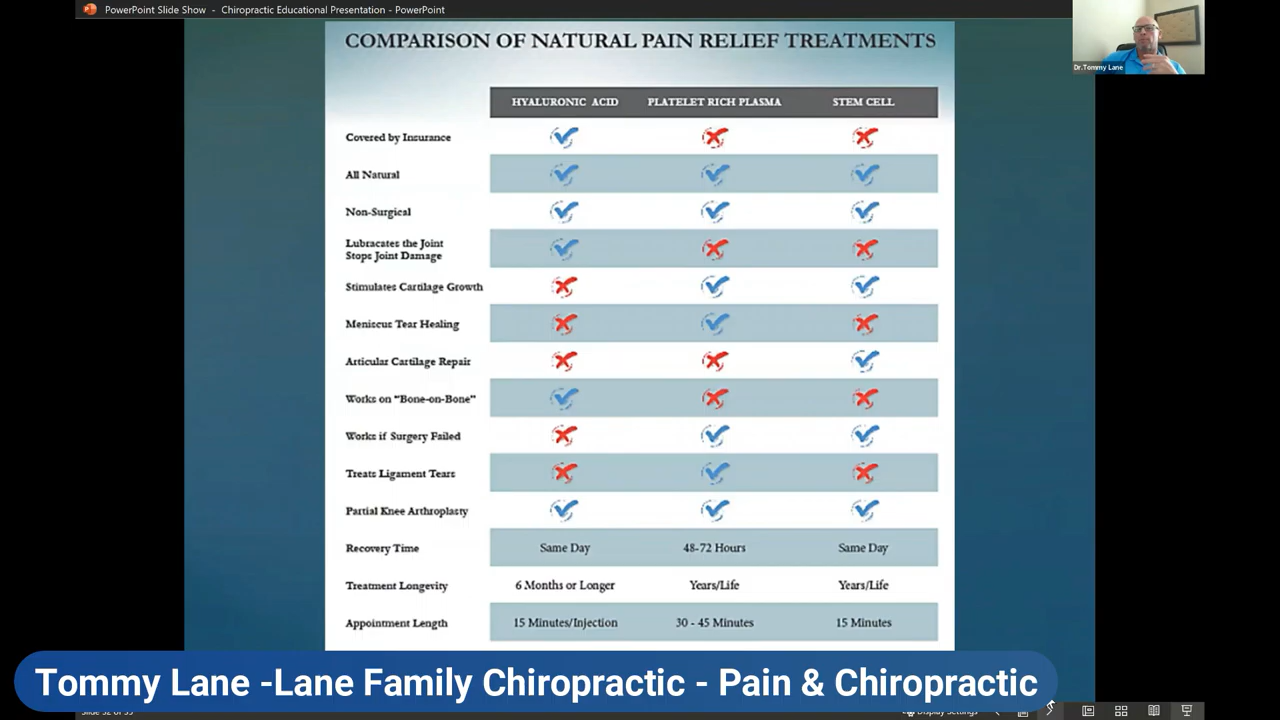 PowerPoint Slide Show - Chiropractic Educational Presentation - PowerPoint
Dr.Tommy Lane
COMPARISON OF NATURAL PAIN RELIEF TREATMENTS
HYALURONIC ACID PLATELET RICH PLASMA STEM CELL
Covered by Insurance
All Natural
Non-Surgical
Lubracates the Joint
Stops Joint Damage
Stimulates Cartilage Growth
Meniscus Tear Healing
Articular Cartilage Repair
Works on "Bone-on-Bone"
Works if Surgery Failed
Treats Ligament Tears
Partial Knee Arthroplasty
Recovery Time Same Day 48-72 Hours Same Day
Treatment Longevity 6 Months or Longer Years/Life Years/Life
Appointment Length 15 Minutes/Injection 30 - 45 Minutes 15 Minutes
Tommy Lane -Lane Family Chiropractic - Pain & Chiropractic
Display Settings